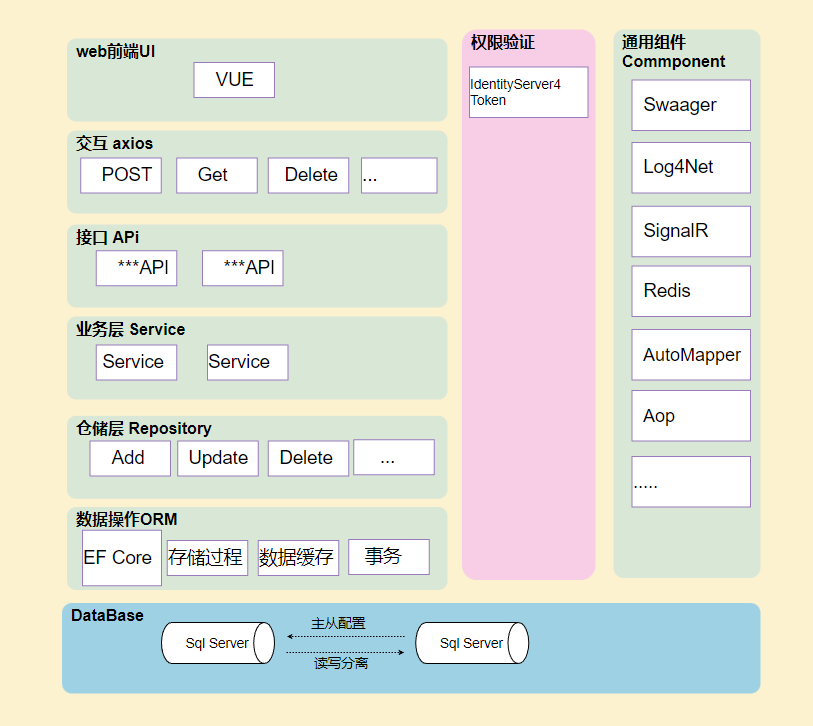 web前端UI
VUE
交互 axios
POST
Get
Delete
...
接口 APi
***API
***API
业务层 Service
Service
Service
仓储层 Repository
Add
Update
Delete
...
数据操作ORM
EF Core
存储过程
数据缓存
事务
权限验证
IdentityServer4
Token
通用组件
Commponent
Swaager
Log4Net
SignalR
Redis
AutoMapper
Aop
.....
DataBase
Sql Server
主从配置
读写分离
Sql Server